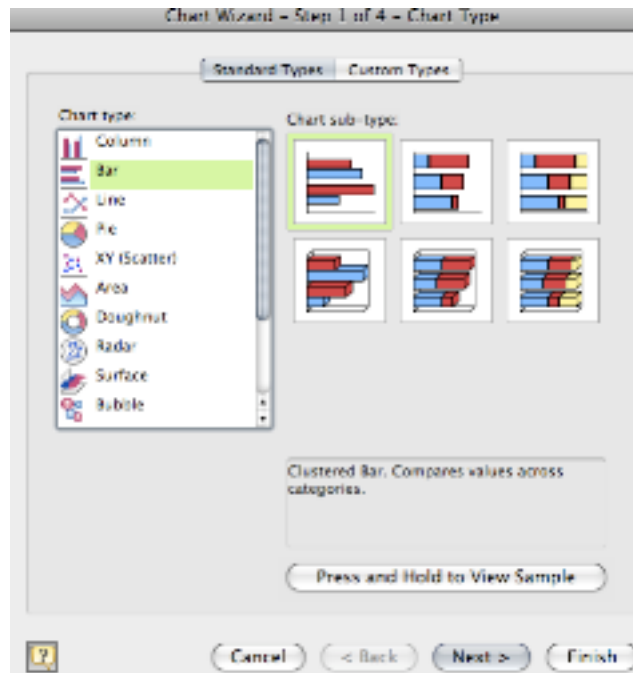 Chart Wizard – Step 1 of 4 – Chart Type
Standard Types Custom Types
Chart type:
Column
Bar
Line
Pie
XY (Scatter)
Area
Doughnut
Radar
Surface
Bubble
Chart sub-type:
Clustered Bar. Compares values across
categories.
Press and Hold to View Sample
?
Cancel < Back Next > Finish